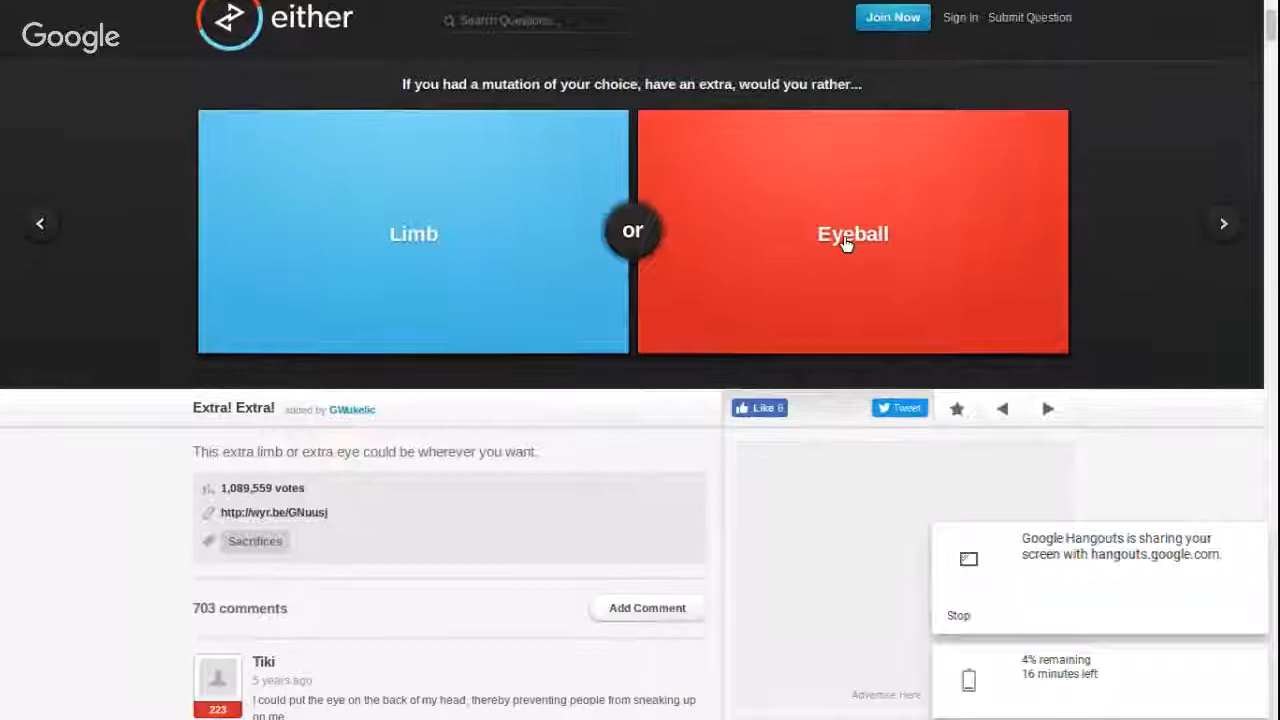 Google
either
Search Questions...
Join Now
Sign In
Submit Question
If you had a mutation of your choice, have an extra, would you rather...
Limb
or
Eyeball
Extra! Extra!
added by GWukelic
Like 6
Tweet
This extra limb or extra eye could be wherever you want.
1,089,559 votes
http://wyr.be/GNuusj
Sacrifices
Google Hangouts is sharing your
screen with hangouts.google.com.
Stop
703 comments
Add Comment
Tiki
5 years ago
223
I could put the eye on the back of my head, thereby preventing people from sneaking up
on me
4% remaining
16 minutes left
Advertise Here